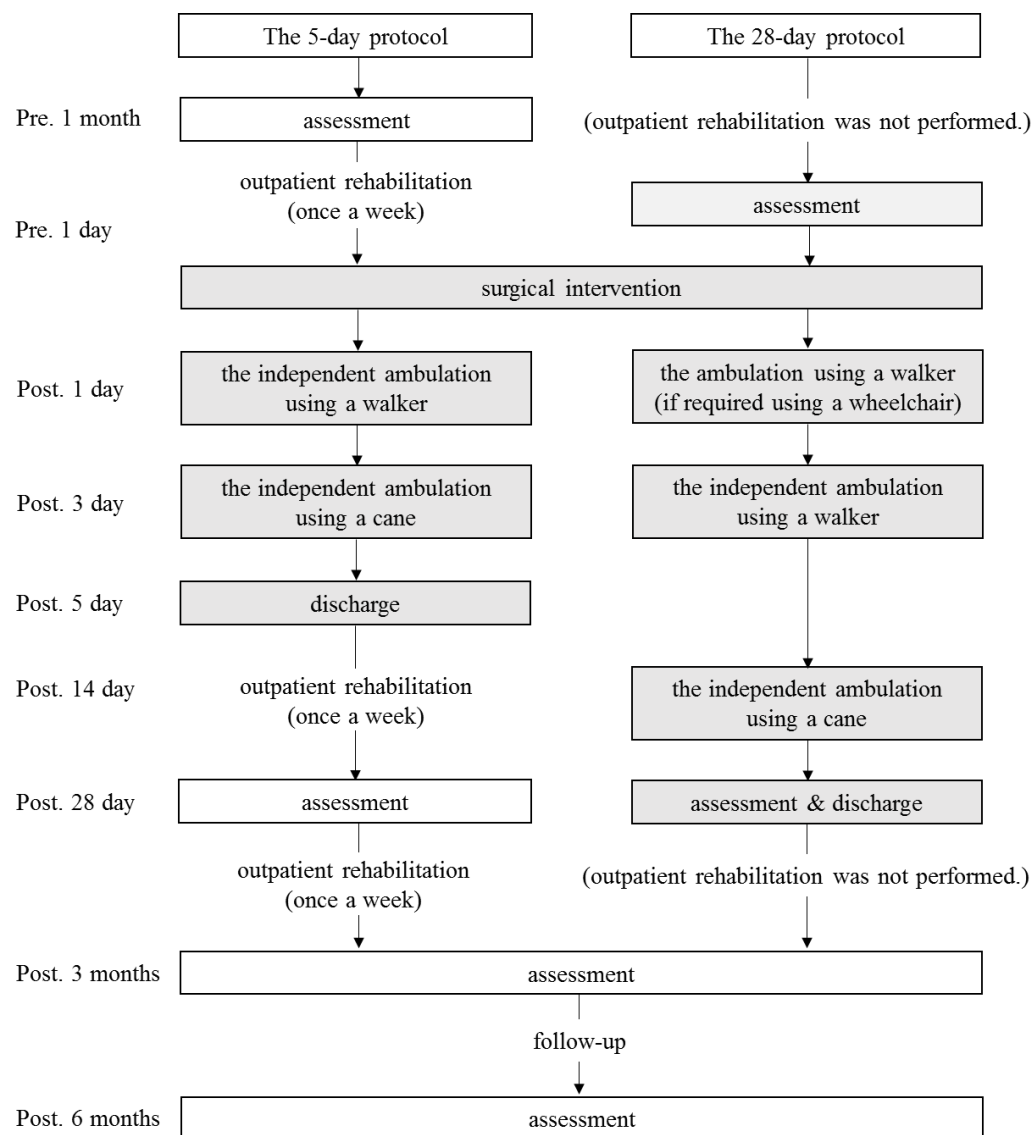 The 5-day protocol
The 28-day protocol
Pre. 1 month
assessment
(outpatient rehabilitation was not performed.)
outpatient rehabilitation
(once a week)
assessment
Pre. 1 day
surgical intervention
Post. 1 day
the independent ambulation
using a walker
the ambulation using a walker
(if required using a wheelchair)
Post. 3 day
the independent ambulation
using a cane
the independent ambulation
using a walker
Post. 5 day
discharge
Post. 14 day
outpatient rehabilitation
(once a week)
the independent ambulation
using a cane
Post. 28 day
assessment
assessment & discharge
outpatient rehabilitation
(once a week)
(outpatient rehabilitation was not performed.)
Post. 3 months
assessment
follow-up
Post. 6 months
assessment